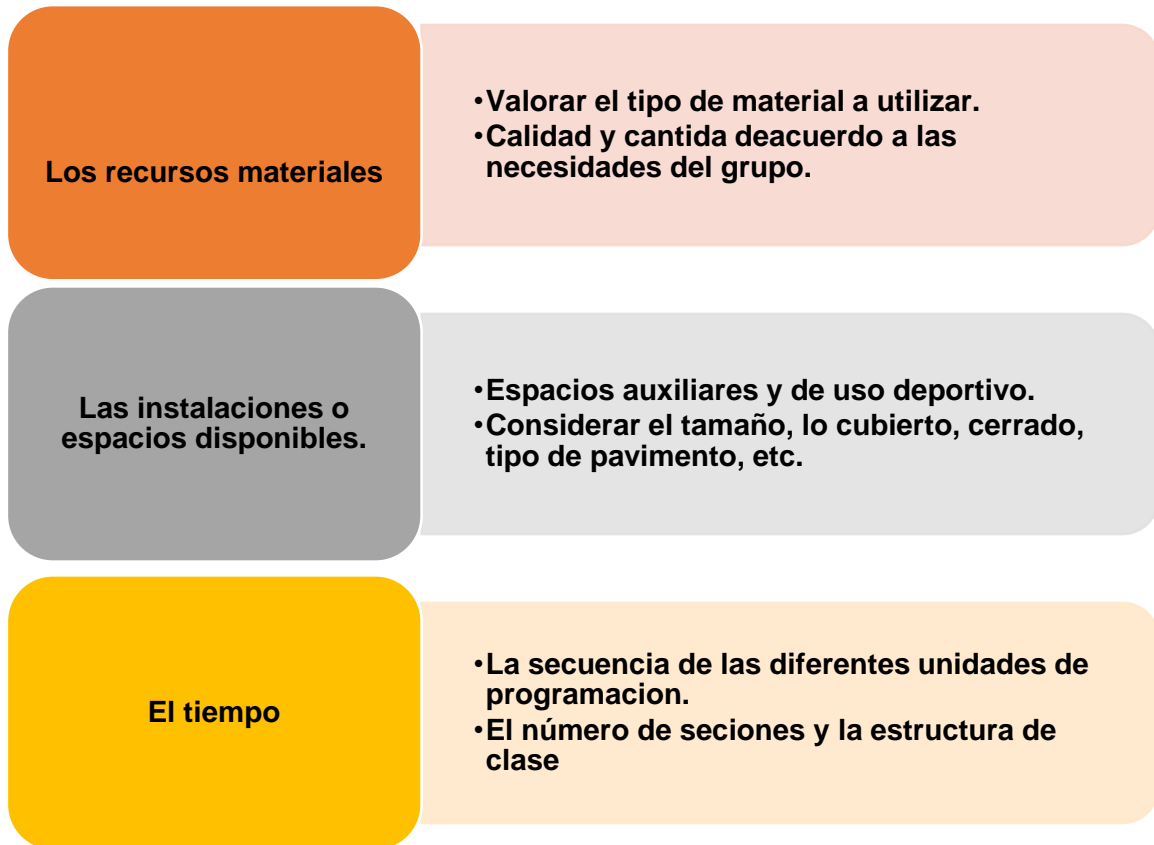 Los recursos materiales
•Valorar el tipo de material a utilizar.
•Calidad y cantida deacuerdo a las
necesidades del grupo.
Las instalaciones o
espacios disponibles.
•Espacios auxiliares y de uso deportivo.
•Considerar el tamaño, lo cubierto, cerrado,
tipo de pavimento, etc.
El tiempo
•La secuencia de las diferentes unidades de
programacion.
•El número de seciones y la estructura de
clase